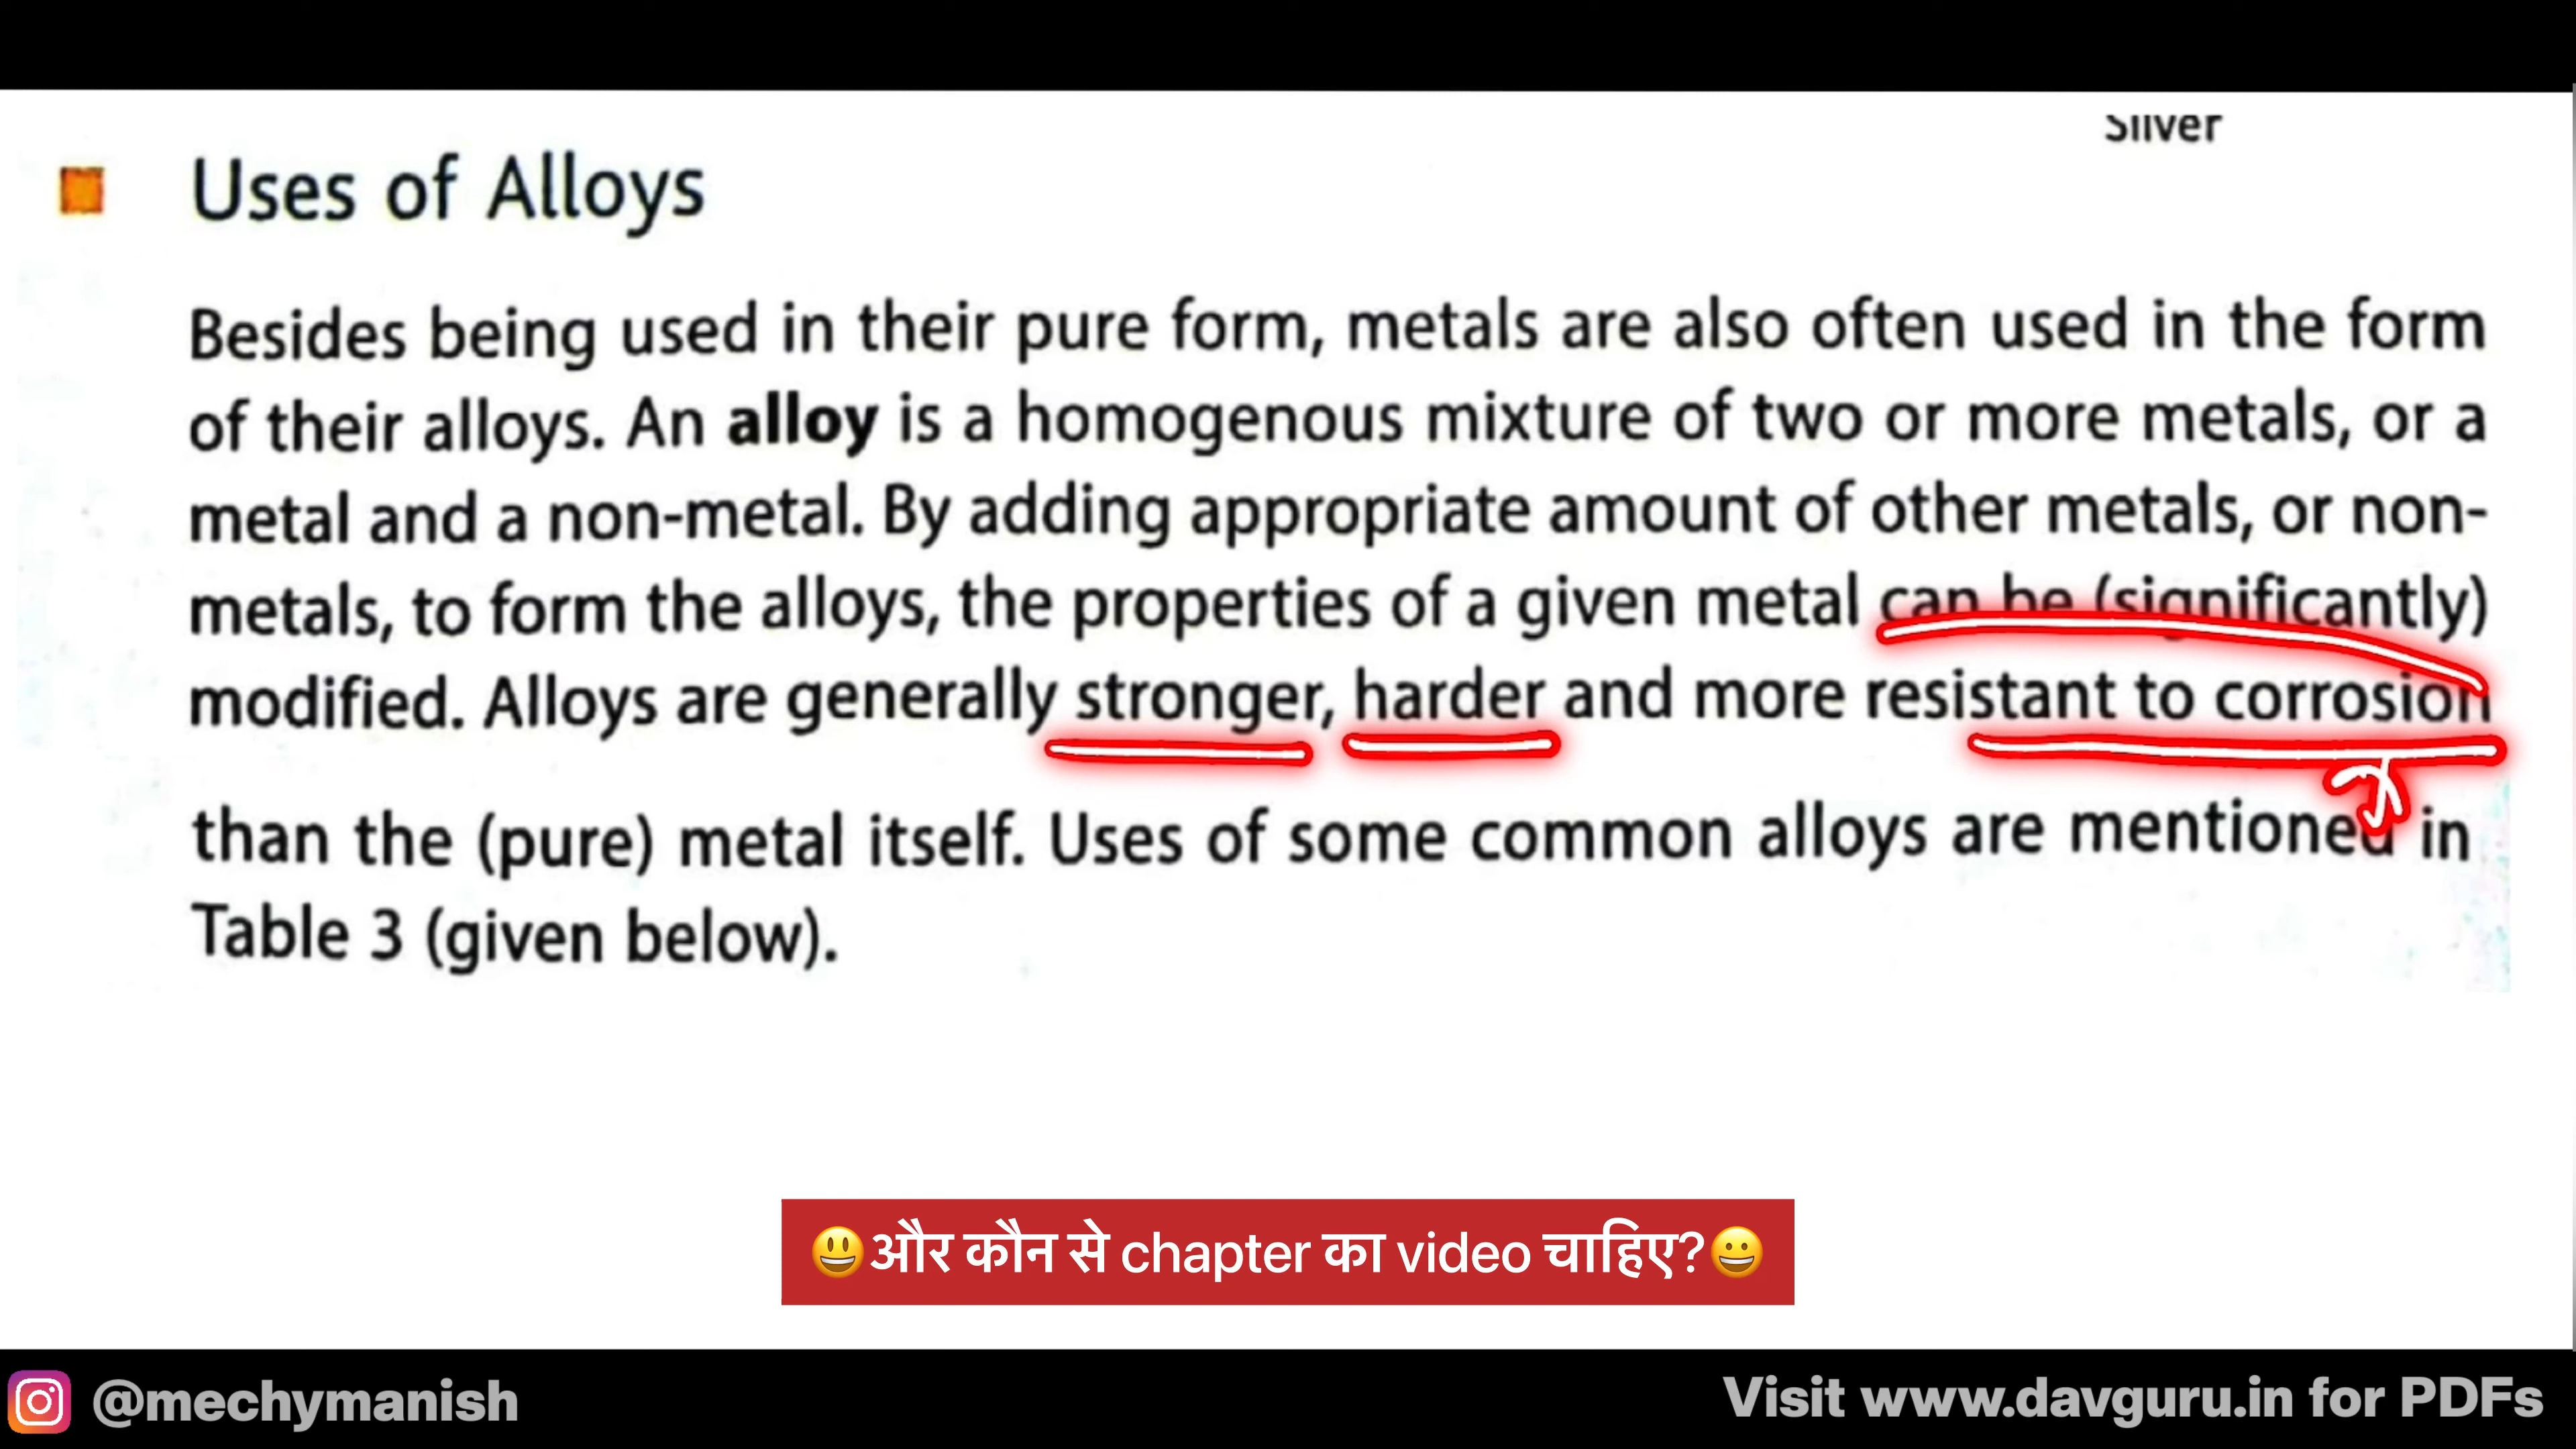 Silver
Uses of Alloys
Besides being used in their pure form, metals are also often used in the form
of their alloys. An alloy is a homogenous mixture of two or more metals, or a
metal and a non-metal. By adding appropriate amount of other metals, or non-
metals, to form the alloys, the properties of a given metal can be (significantly)
modified. Alloys are generally stronger, harder and more resistant to corrosion
than the (pure) metal itself. Uses of some common alloys are mentioned in
Table 3 (given below).
😃और कौन से chapter का video चाहिए?😀
@mechymanish
Visit www.davguru.in for PDFs